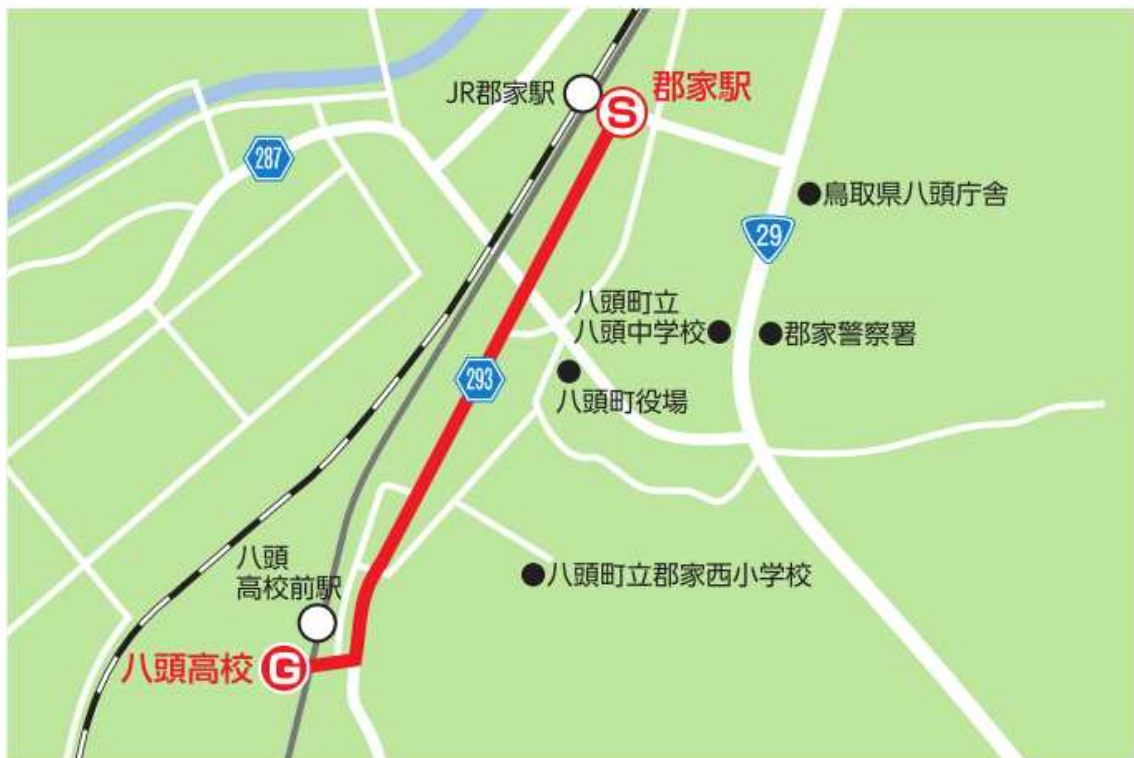 JR郡家駅
郡家駅
S
287
鳥取県八頭庁舎
29
八頭町立
八頭中学校
郡家警察署
293
八頭町役場
八頭
高校前駅
八頭町立郡家西小学校
八頭高校
G